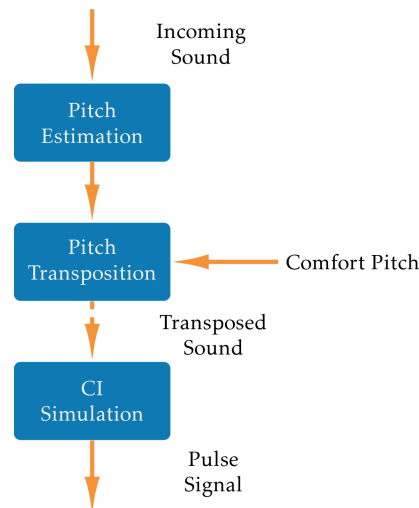 Incoming
Sound
Pitch
Estimation
Pitch
Transposition
Comfort Pitch
Transposed
Sound
CI
Simulation
Pulse
Signal